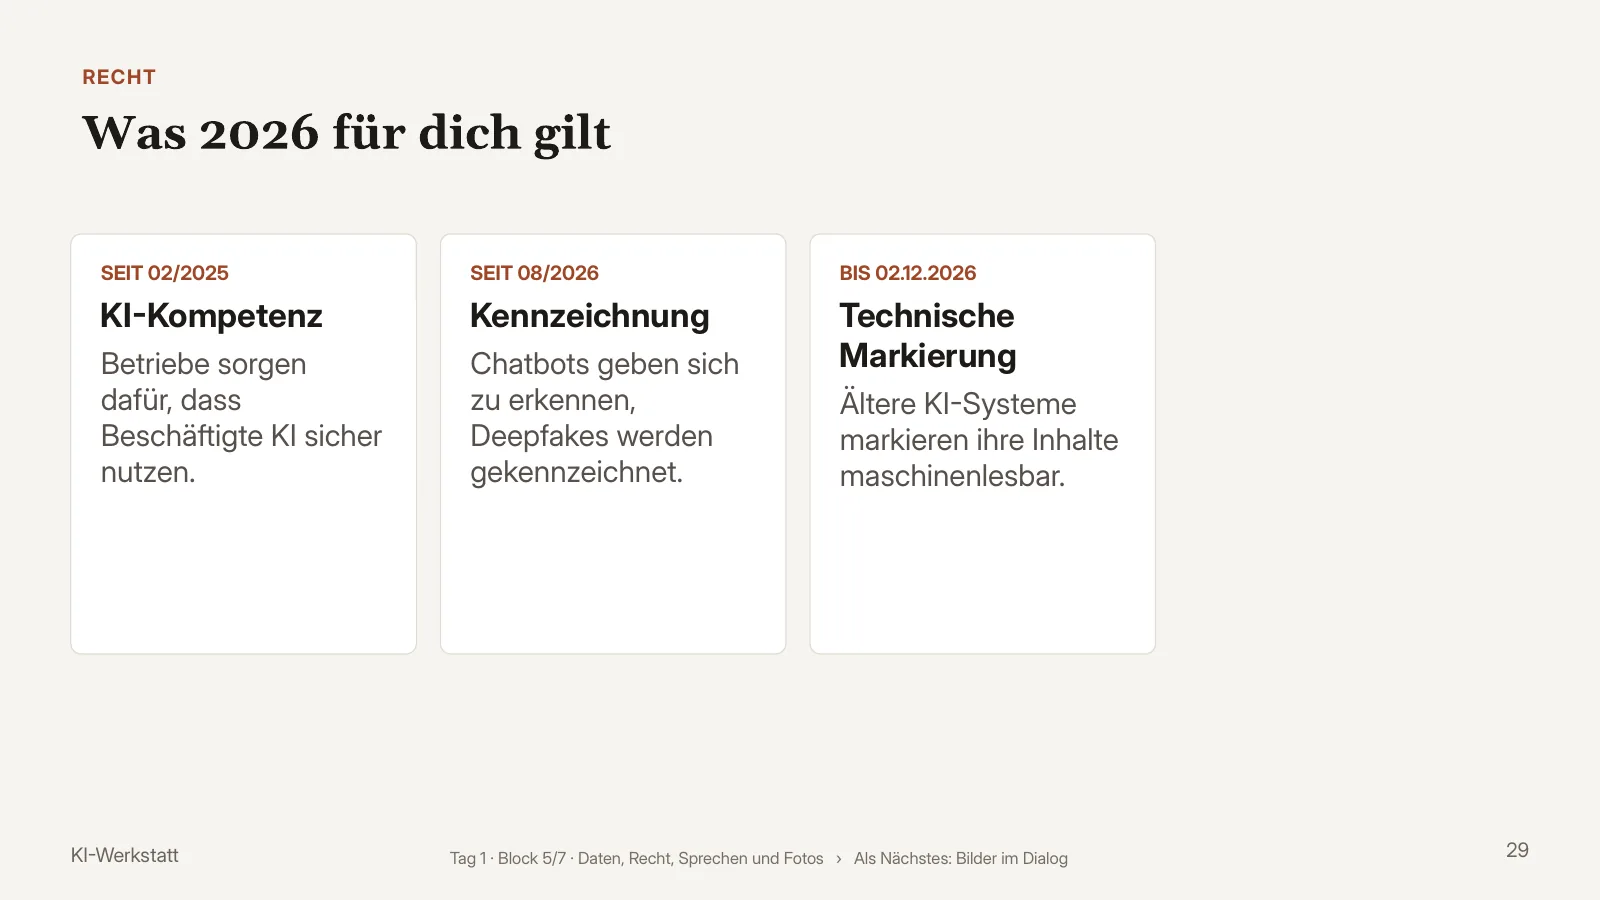 RECHT
Was 2026 für dich gilt
SEIT 02/2025
KI-Kompetenz
Betriebe sorgen
dafür, dass
Beschäftigte KI sicher
nutzen.
SEIT 08/2026
Kennzeichnung
Chatbots geben sich
zu erkennen,
Deepfakes werden
gekennzeichnet.
BIS 02.12.2026
Technische
Markierung
Ältere KI-Systeme
markieren ihre Inhalte
maschinenlesbar.
KI-Werkstatt
Tag 1 · Block 5/7 · Daten, Recht, Sprechen und Fotos › Als Nächstes: Bilder im Dialog
29